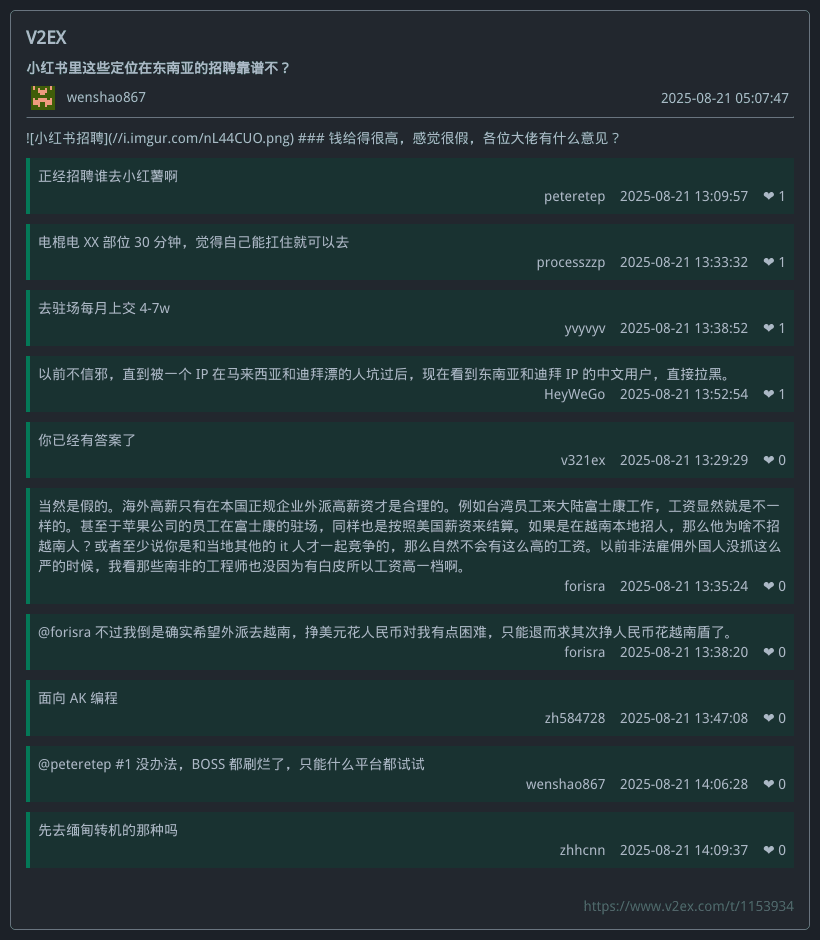 V2EX
小红书里这些定位在东南亚的招聘靠谱不？
wenshao867
2025-08-21 05:07:47
![小红书招聘](//i.imgur.com/nL44CUO.png) ### 钱给得很高，感觉很假，各位大佬有什么意见？
正经招聘谁去小红薯啊
peteretep 2025-08-21 13:09:57 ❤ 1
电棍电 XX 部位 30 分钟，觉得自己能扛住就可以去
processzzp 2025-08-21 13:33:32 ❤ 1
去驻场每月上交 4-7w
yvyvyv 2025-08-21 13:38:52 ❤ 1
以前不信邪，直到被一个 IP 在马来西亚和迪拜漂的人坑过后，现在看到东南亚和迪拜 IP 的中文用户，直接拉黑。
HeyWeGo 2025-08-21 13:52:54 ❤ 1
你已经有答案了
v321ex 2025-08-21 13:29:29 ❤ 0
当然是假的。海外高薪只有在本国正规企业外派高薪资才是合理的。例如台湾员工来大陆富士康工作，工资显然就是不一
样的。甚至于苹果公司的员工在富士康的驻场，同样也是按照美国薪资来结算。如果是在越南本地招人，那么他为啥不招
越南人？或者至少说你是和当地其他的 it 人才一起竞争的，那么自然不会有这么高的工资。以前非法雇佣外国人没抓这么
严的时候，我看那些南非的工程师也没因为有白皮所以工资高一档啊。
forisra 2025-08-21 13:35:24 ❤ 0
@forisra 不过我倒是确实希望外派去越南，挣美元花人民币对我有点困难，只能退而求其次挣人民币花越南盾了。
forisra 2025-08-21 13:38:20 ❤ 0
面向 AK 编程
zh584728 2025-08-21 13:47:08 ❤ 0
@peteretep #1 没办法，BOSS 都刷烂了，只能什么平台都试试
wenshao867 2025-08-21 14:06:28 ❤ 0
先去缅甸转机的那种吗
zhhcnn 2025-08-21 14:09:37 ❤ 0
https://www.v2ex.com/t/1153934